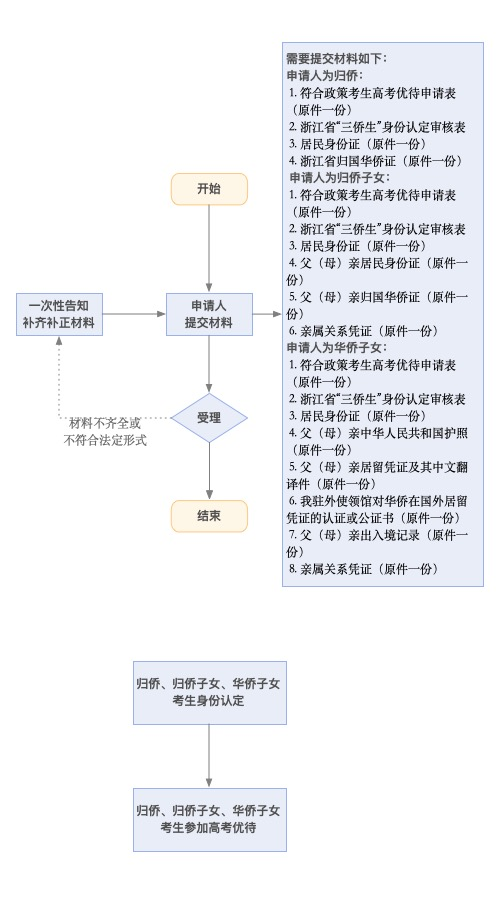 开始
一次性告知
补齐补正材料
申请人
提交材料
材料不齐全或
不符合法定形式
受理
结束
需要提交材料如下：
申请人为归侨：
1. 符合政策考生高考优待申请表
（原件一份）
2. 浙江省“三侨生”身份认定审核表
3. 居民身份证（原件一份）
4. 浙江省归国华侨证（原件一份）
申请人为归侨子女：
1. 符合政策考生高考优待申请表
（原件一份）
2. 浙江省“三侨生”身份认定审核表
3. 居民身份证（原件一份）
4. 父（母）亲居民身份证（原件一
份）
5. 父（母）亲归国华侨证（原件一
份）
6. 亲属关系凭证（原件一份）
申请人为华侨子女：
1. 符合政策考生高考优待申请表
（原件一份）
2. 浙江省“三侨生”身份认定审核表
3. 居民身份证（原件一份）
4. 父（母）亲中华人民共和国护照
（原件一份）
5. 父（母）亲居留凭证及其中文翻
译件（原件一份）
6. 我驻外使领馆对华侨在国外居留
凭证的认证或公证书（原件一份）
7. 父（母）亲出入境记录（原件一
份）
8. 亲属关系凭证（原件一份）
归侨、归侨子女、华侨子女
考生身份认定
归侨、归侨子女、华侨子女
考生参加高考优待